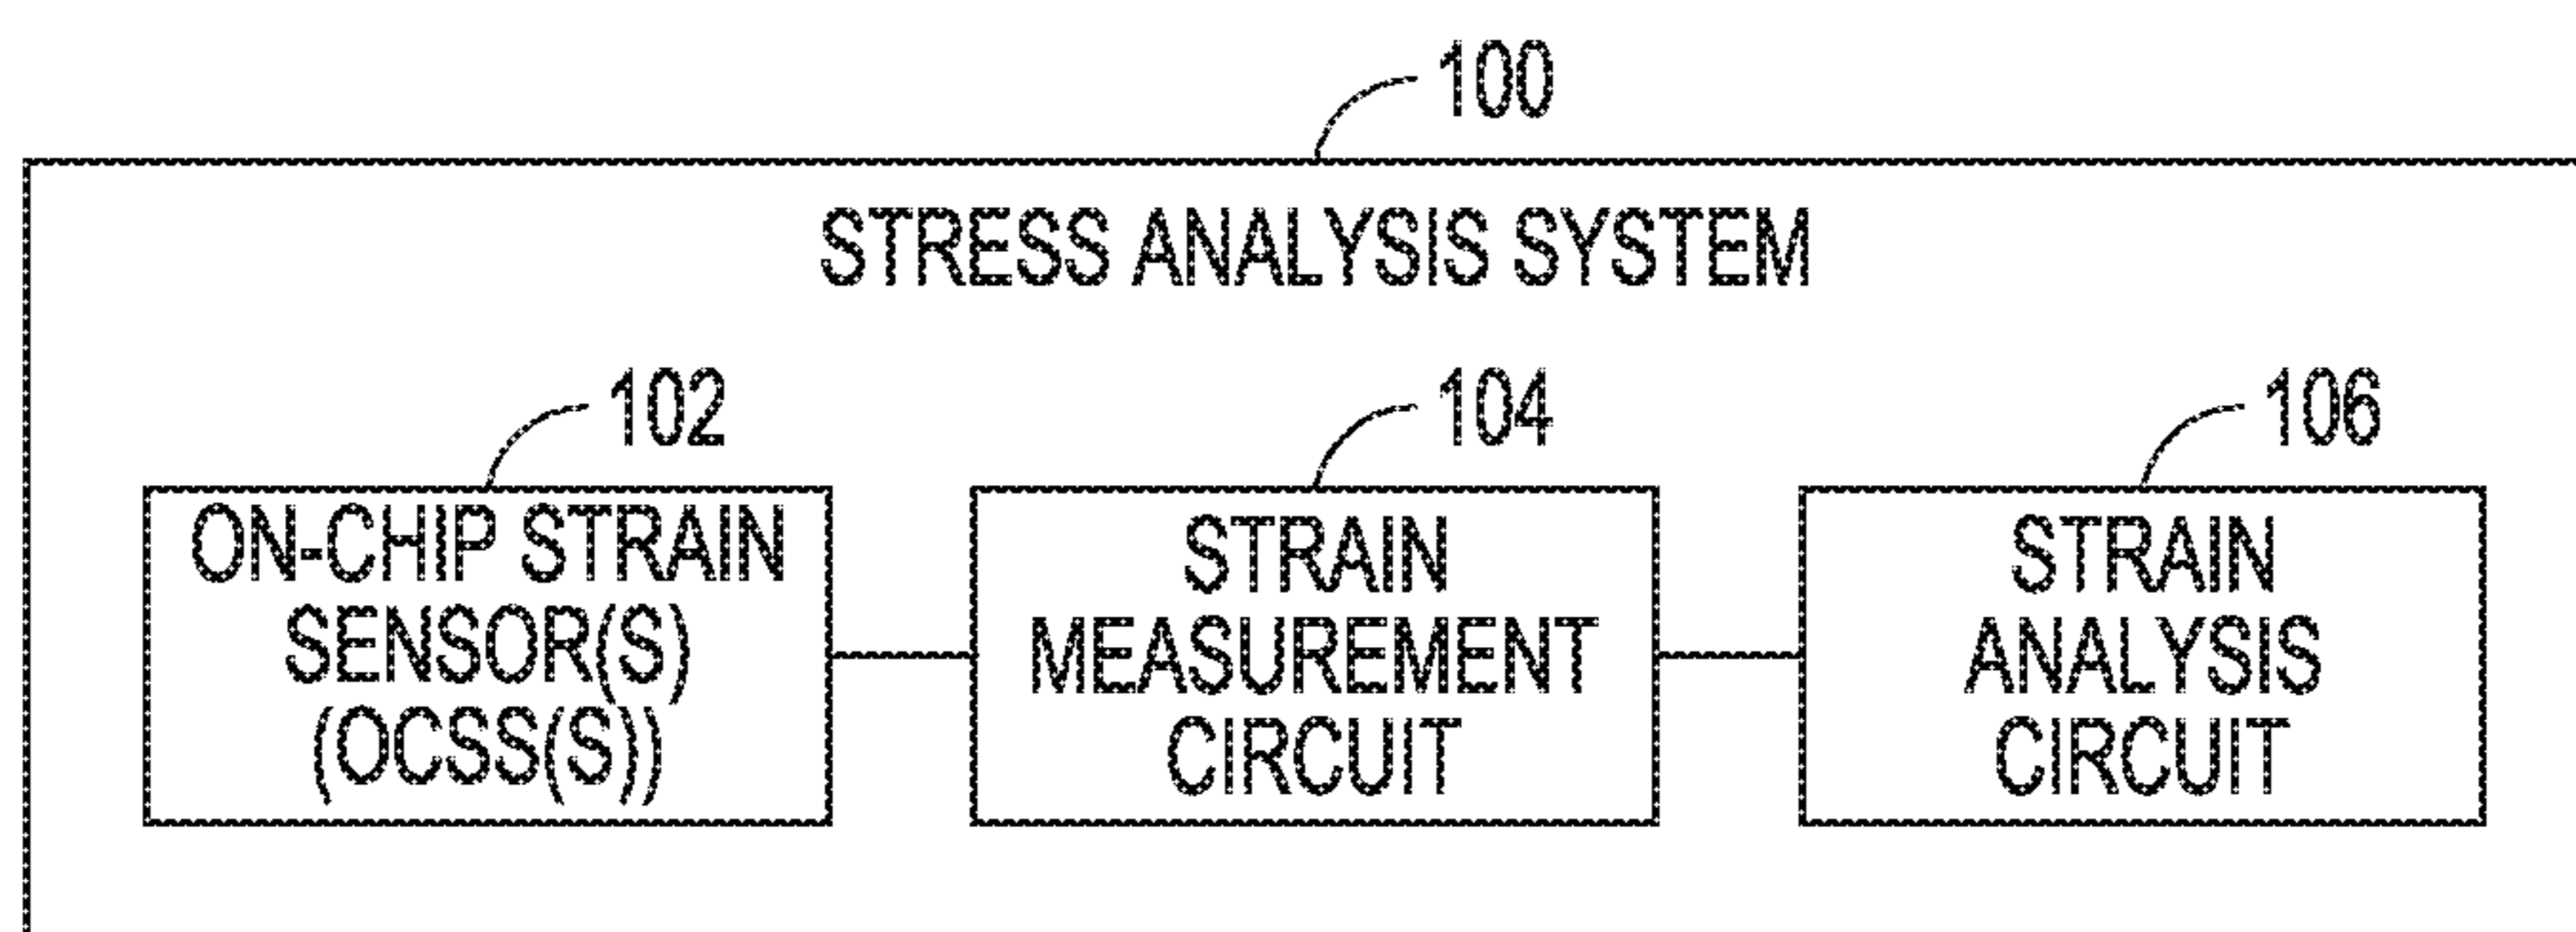 100
STRESS ANALYSIS SYSTEM
102
104
106
ON-CHIP STRAIN
SENSOR(S)
(OCSS(S))
STRAIN
MEASUREMENT
CIRCUIT
STRAIN
ANALYSIS
CIRCUIT